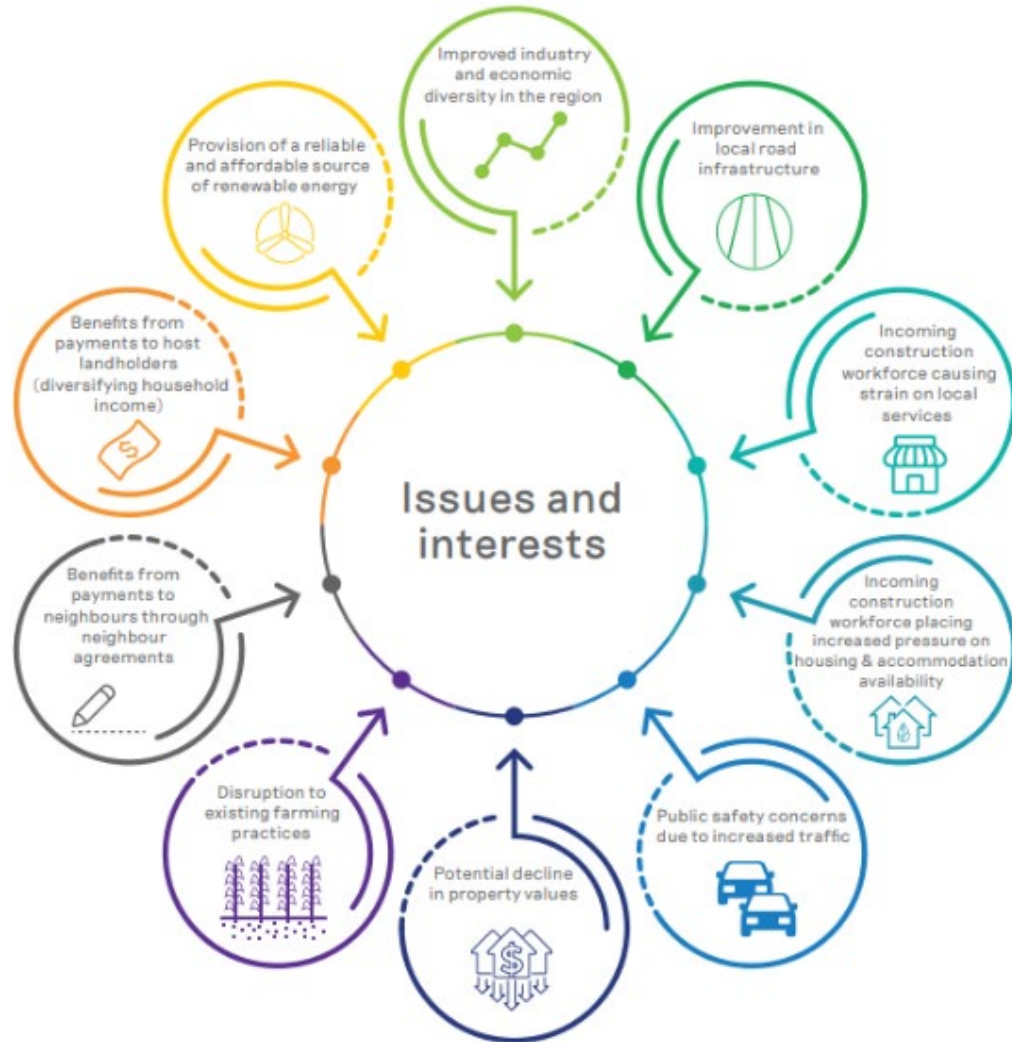 Improved industry
and economic
diversity in the region
Improvement in
local road
infrastructure
Incoming
construction
workforce causing
strain on local
services
Incoming
construction
workforce placing
increased pressure on
housing & accommodation
availability
Public safety concerns
due to increased traffic
Potential decline
in property values
Disruption to
existing farming
practices
Benefits from
payments to
neighbours through
neighbour
agreements
Benefits from
payments to host
landholders
(diversifying household
income)
Provision of a reliable
and affordable source
of renewable energy
Issues and
interests
$
$